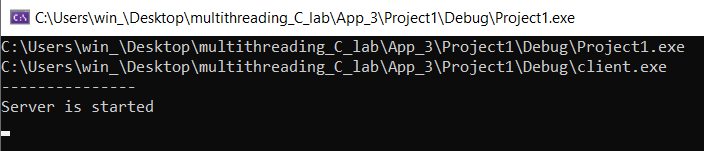 C:\Users\win_\Desktop\multithreading_C_lab\App_3\Project1\Debug\Project1.exe
C:\Users\win_\Desktop\multithreading_C_lab\App_3\Project1\Debug\Project1.exe
C:\Users\win_\Desktop\multithreading_C_lab\App_3\Project1\Debug\client.exe
---------------
Server is started